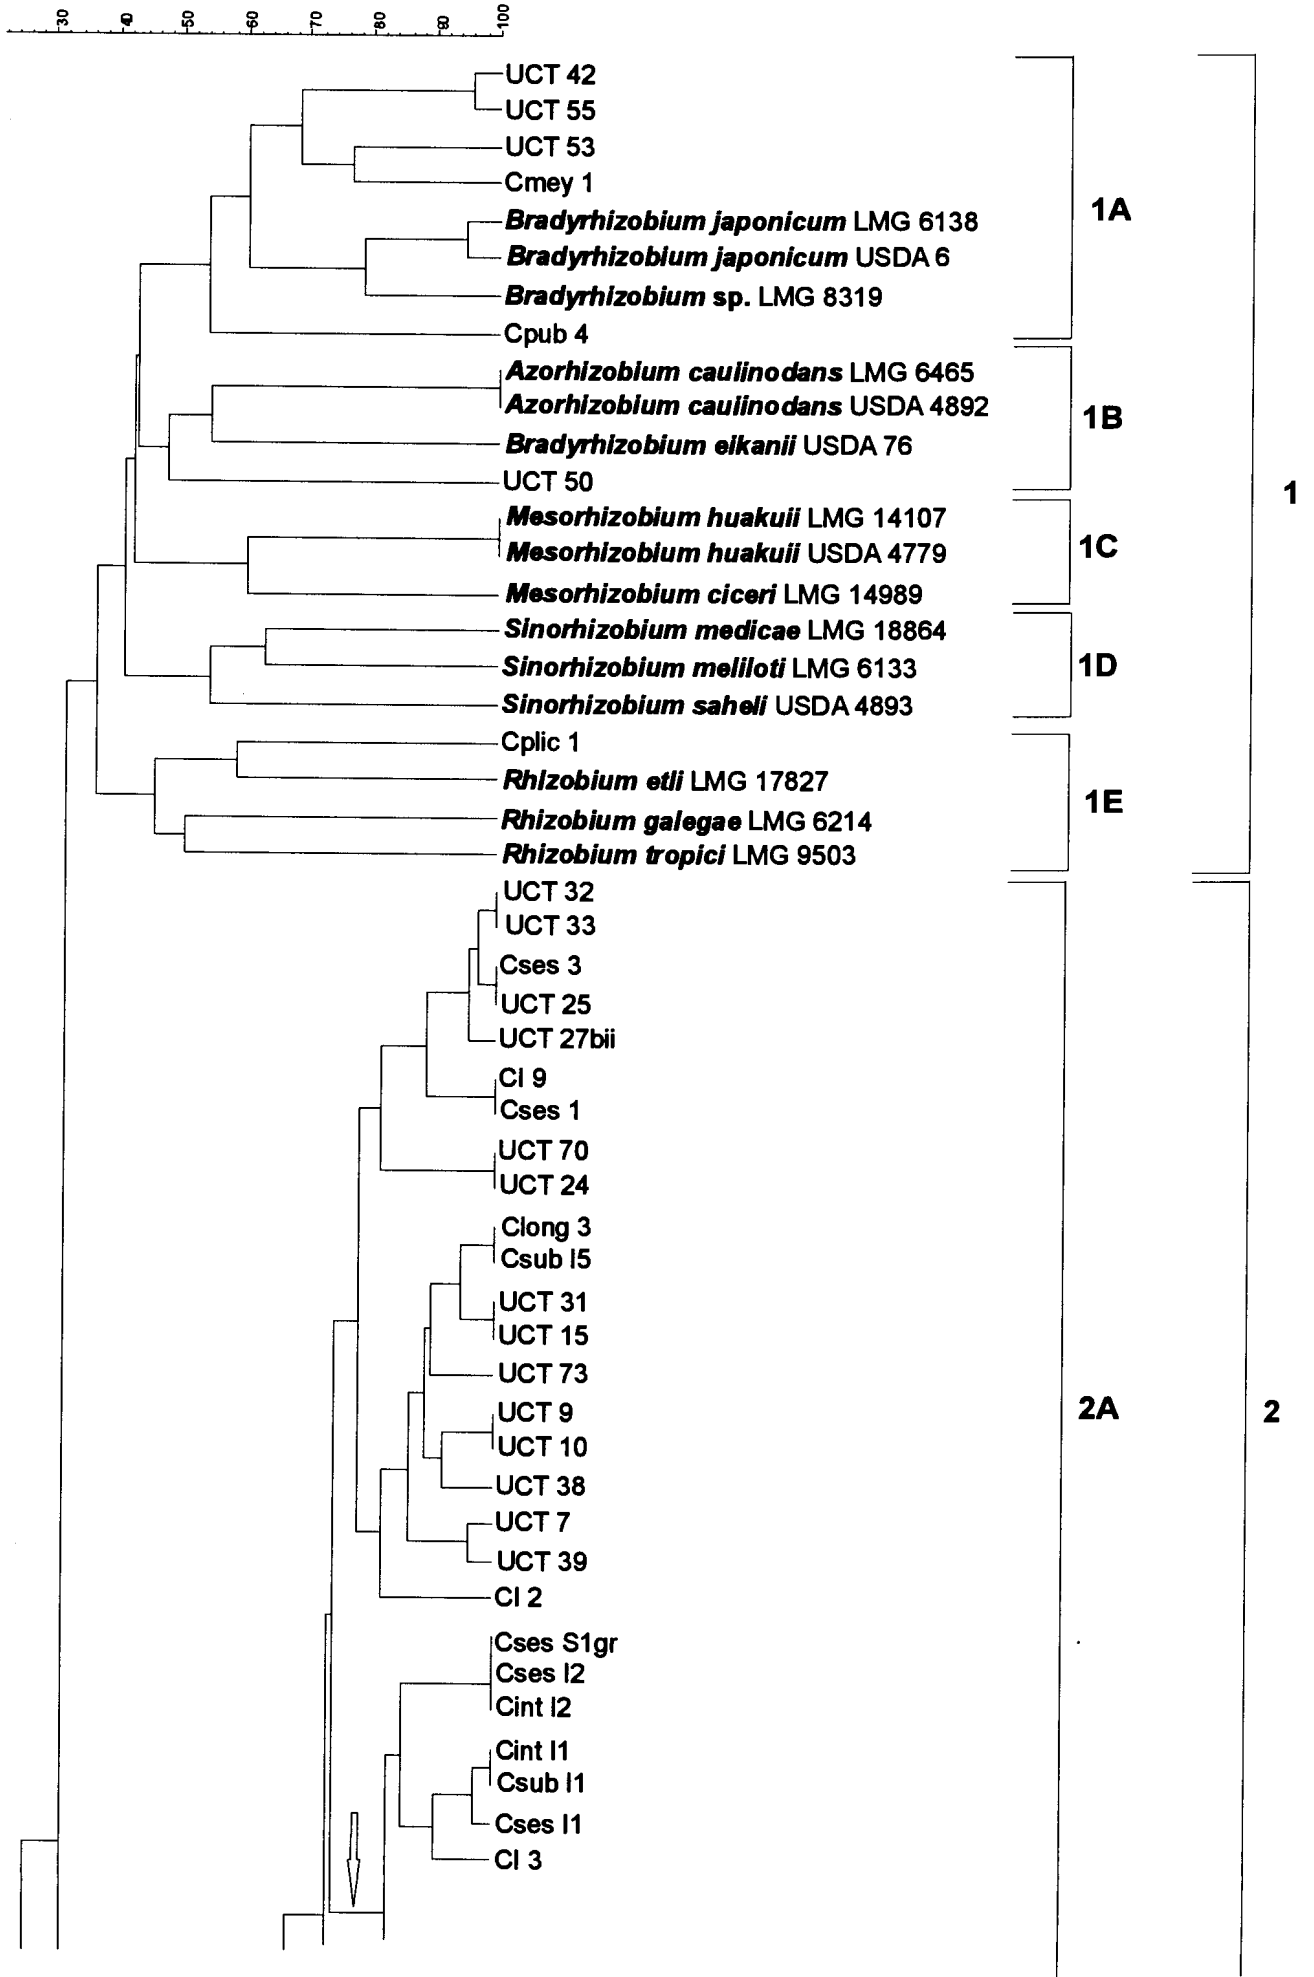 30 40 50 60 70 80 90 100
UCT 42
UCT 55
UCT 53
Cmey 1
Bradyrhizobium japonicum LMG 6138
Bradyrhizobium japonicum USDA 6
Bradyrhizobium sp. LMG 8319
Cpub 4
1A
Azorhizobium caulinodans LMG 6465
Azorhizobium caulinodans USDA 4892
Bradyrhizobium elkanii USDA 76
UCT 50
1B
Mesorhizobium huakuii LMG 14107
Mesorhizobium huakuii USDA 4779
Mesorhizobium ciceri LMG 14989
1C
Sinorhizobium medicae LMG 18864
Sinorhizobium meliloti LMG 6133
Sinorhizobium saheli USDA 4893
1D
Cplic 1
Rhizobium etli LMG 17827
Rhizobium galegae LMG 6214
Rhizobium tropici LMG 9503
1E
1
UCT 32
UCT 33
Cses 3
UCT 25
UCT 27bii
CI 9
Cses 1
UCT 70
UCT 24
Clong 3
Csub I5
UCT 31
UCT 15
UCT 73
UCT 9
UCT 10
UCT 38
UCT 7
UCT 39
CI 2
Cses S1gr
Cses I2
Cint I2
Cint I1
Csub I1
Cses I1
CI 3
2A
2